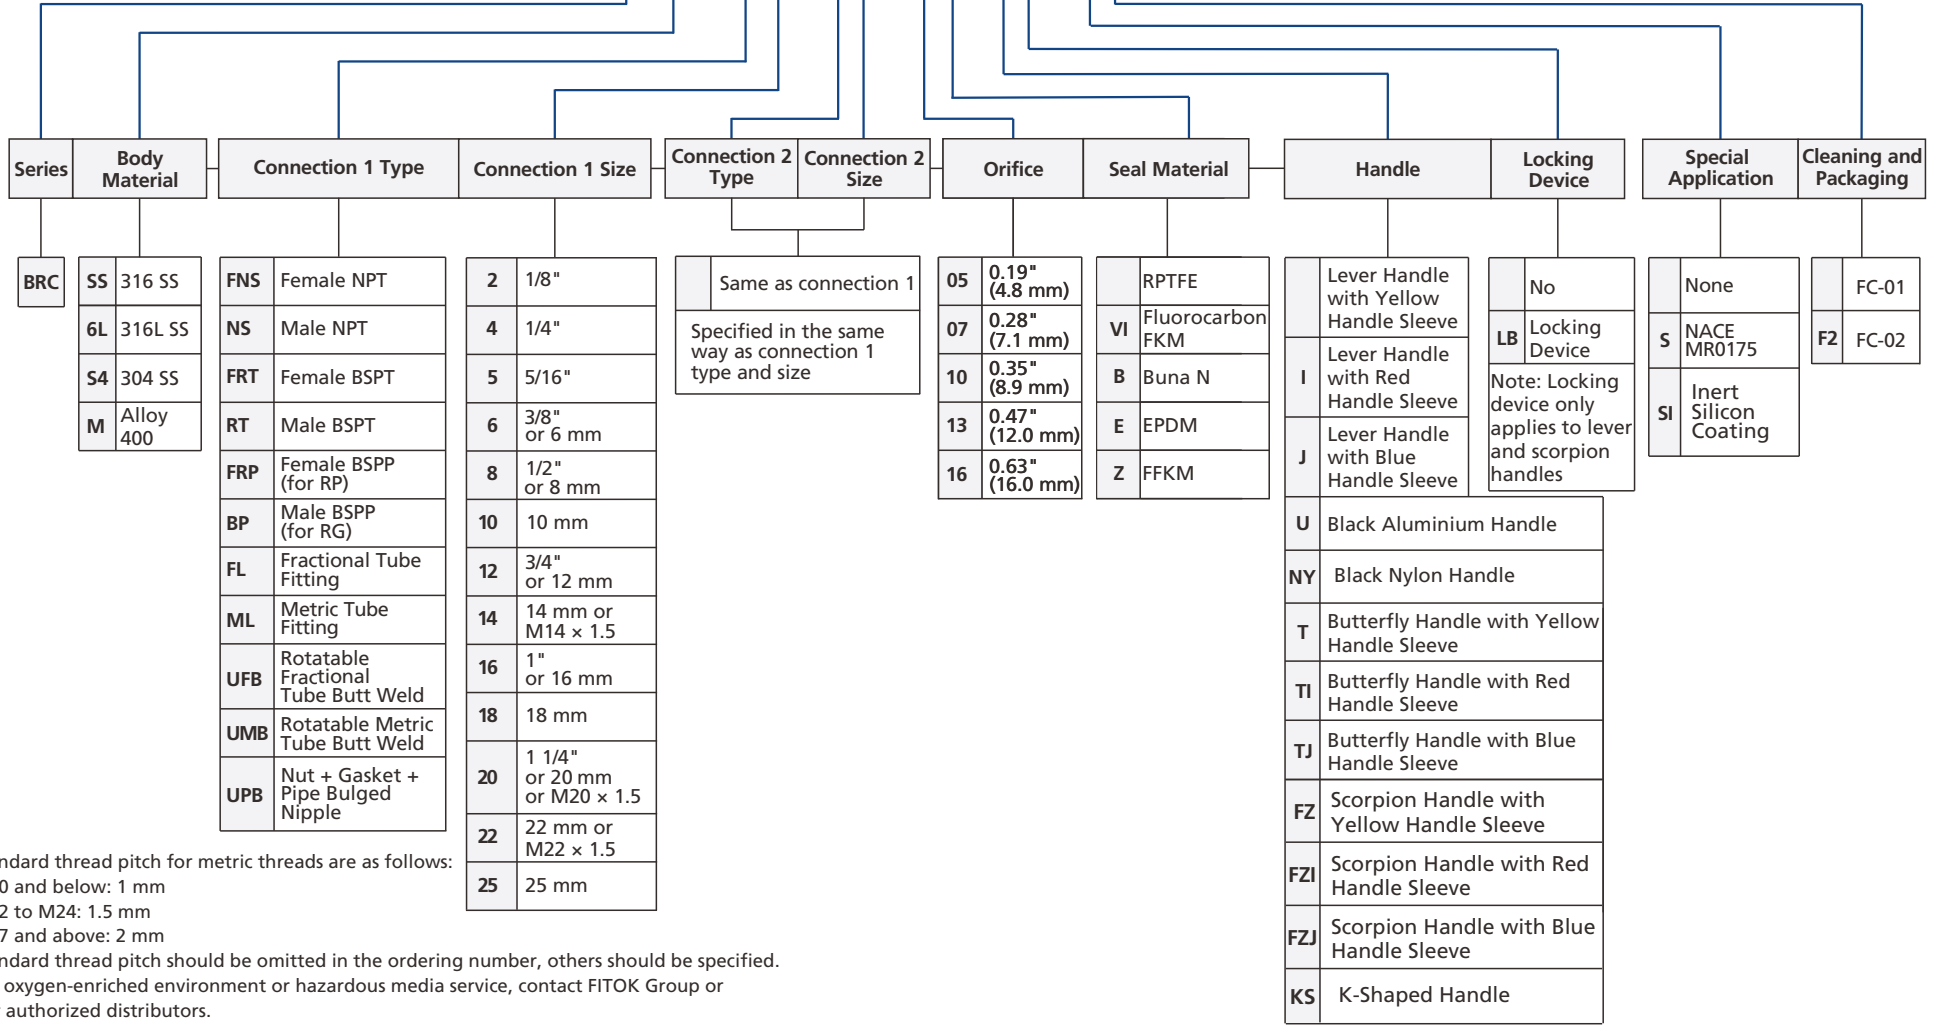 Series
Body
Material
Connection 1 Type
Connection 1 Size
Connection 2
Type
Connection 2
Size
Orifice
Seal Material
Handle
Locking
Device
Special
Application
Cleaning and
Packaging
BRC
SS 316 SS
6L 316L SS
S4 304 SS
M Alloy
400
FNS Female NPT
NS Male NPT
FRT Female BSPT
RT Male BSPT
FRP Female BSPP
(for RP)
BP Male BSPP
(for RG)
FL Fractional Tube
Fitting
ML Metric Tube
Fitting
UFB Rotatable
Fractional
Tube Butt Weld
UMB Rotatable Metric
Tube Butt Weld
UPB Nut + Gasket +
Pipe Bulged
Nipple
2 1/8"
4 1/4"
5 5/16"
6 3/8"
or 6 mm
8 1/2"
or 8 mm
10 10 mm
12 3/4"
or 12 mm
14 14 mm or
M14 × 1.5
16 1"
or 16 mm
18 18 mm
20 1 1/4"
or 20 mm
or M20 × 1.5
22 22 mm or
M22 × 1.5
25 25 mm
Same as connection 1
Specified in the same
way as connection 1
type and size
05 0.19"
(4.8 mm)
07 0.28"
(7.1 mm)
10 0.35"
(8.9 mm)
13 0.47"
(12.0 mm)
16 0.63"
(16.0 mm)
RPTFE
VI Fluorocarbon
FKM
B Buna N
E EPDM
Z FFKM
Lever Handle
with Yellow
Handle Sleeve
I Lever Handle
with Red
Handle Sleeve
J Lever Handle
with Blue
Handle Sleeve
U Black Aluminium Handle
NY Black Nylon Handle
T Butterfly Handle with Yellow
Handle Sleeve
TI Butterfly Handle with Red
Handle Sleeve
TJ Butterfly Handle with Blue
Handle Sleeve
FZ Scorpion Handle with
Yellow Handle Sleeve
FZI Scorpion Handle with Red
Handle Sleeve
FZJ Scorpion Handle with Blue
Handle Sleeve
KS K-Shaped Handle
No
LB Locking
Device
Note: Locking
device only
applies to lever
and scorpion
handles
None
S NACE
MR0175
SI Inert
Silicon
Coating
FC-01
F2 FC-02
ndard thread pitch for metric threads are as follows:
0 and below: 1 mm
2 to M24: 1.5 mm
7 and above: 2 mm
ndard thread pitch should be omitted in the ordering number, others should be specified.
oxygen-enriched environment or hazardous media service, contact FITOK Group or
authorized distributors.